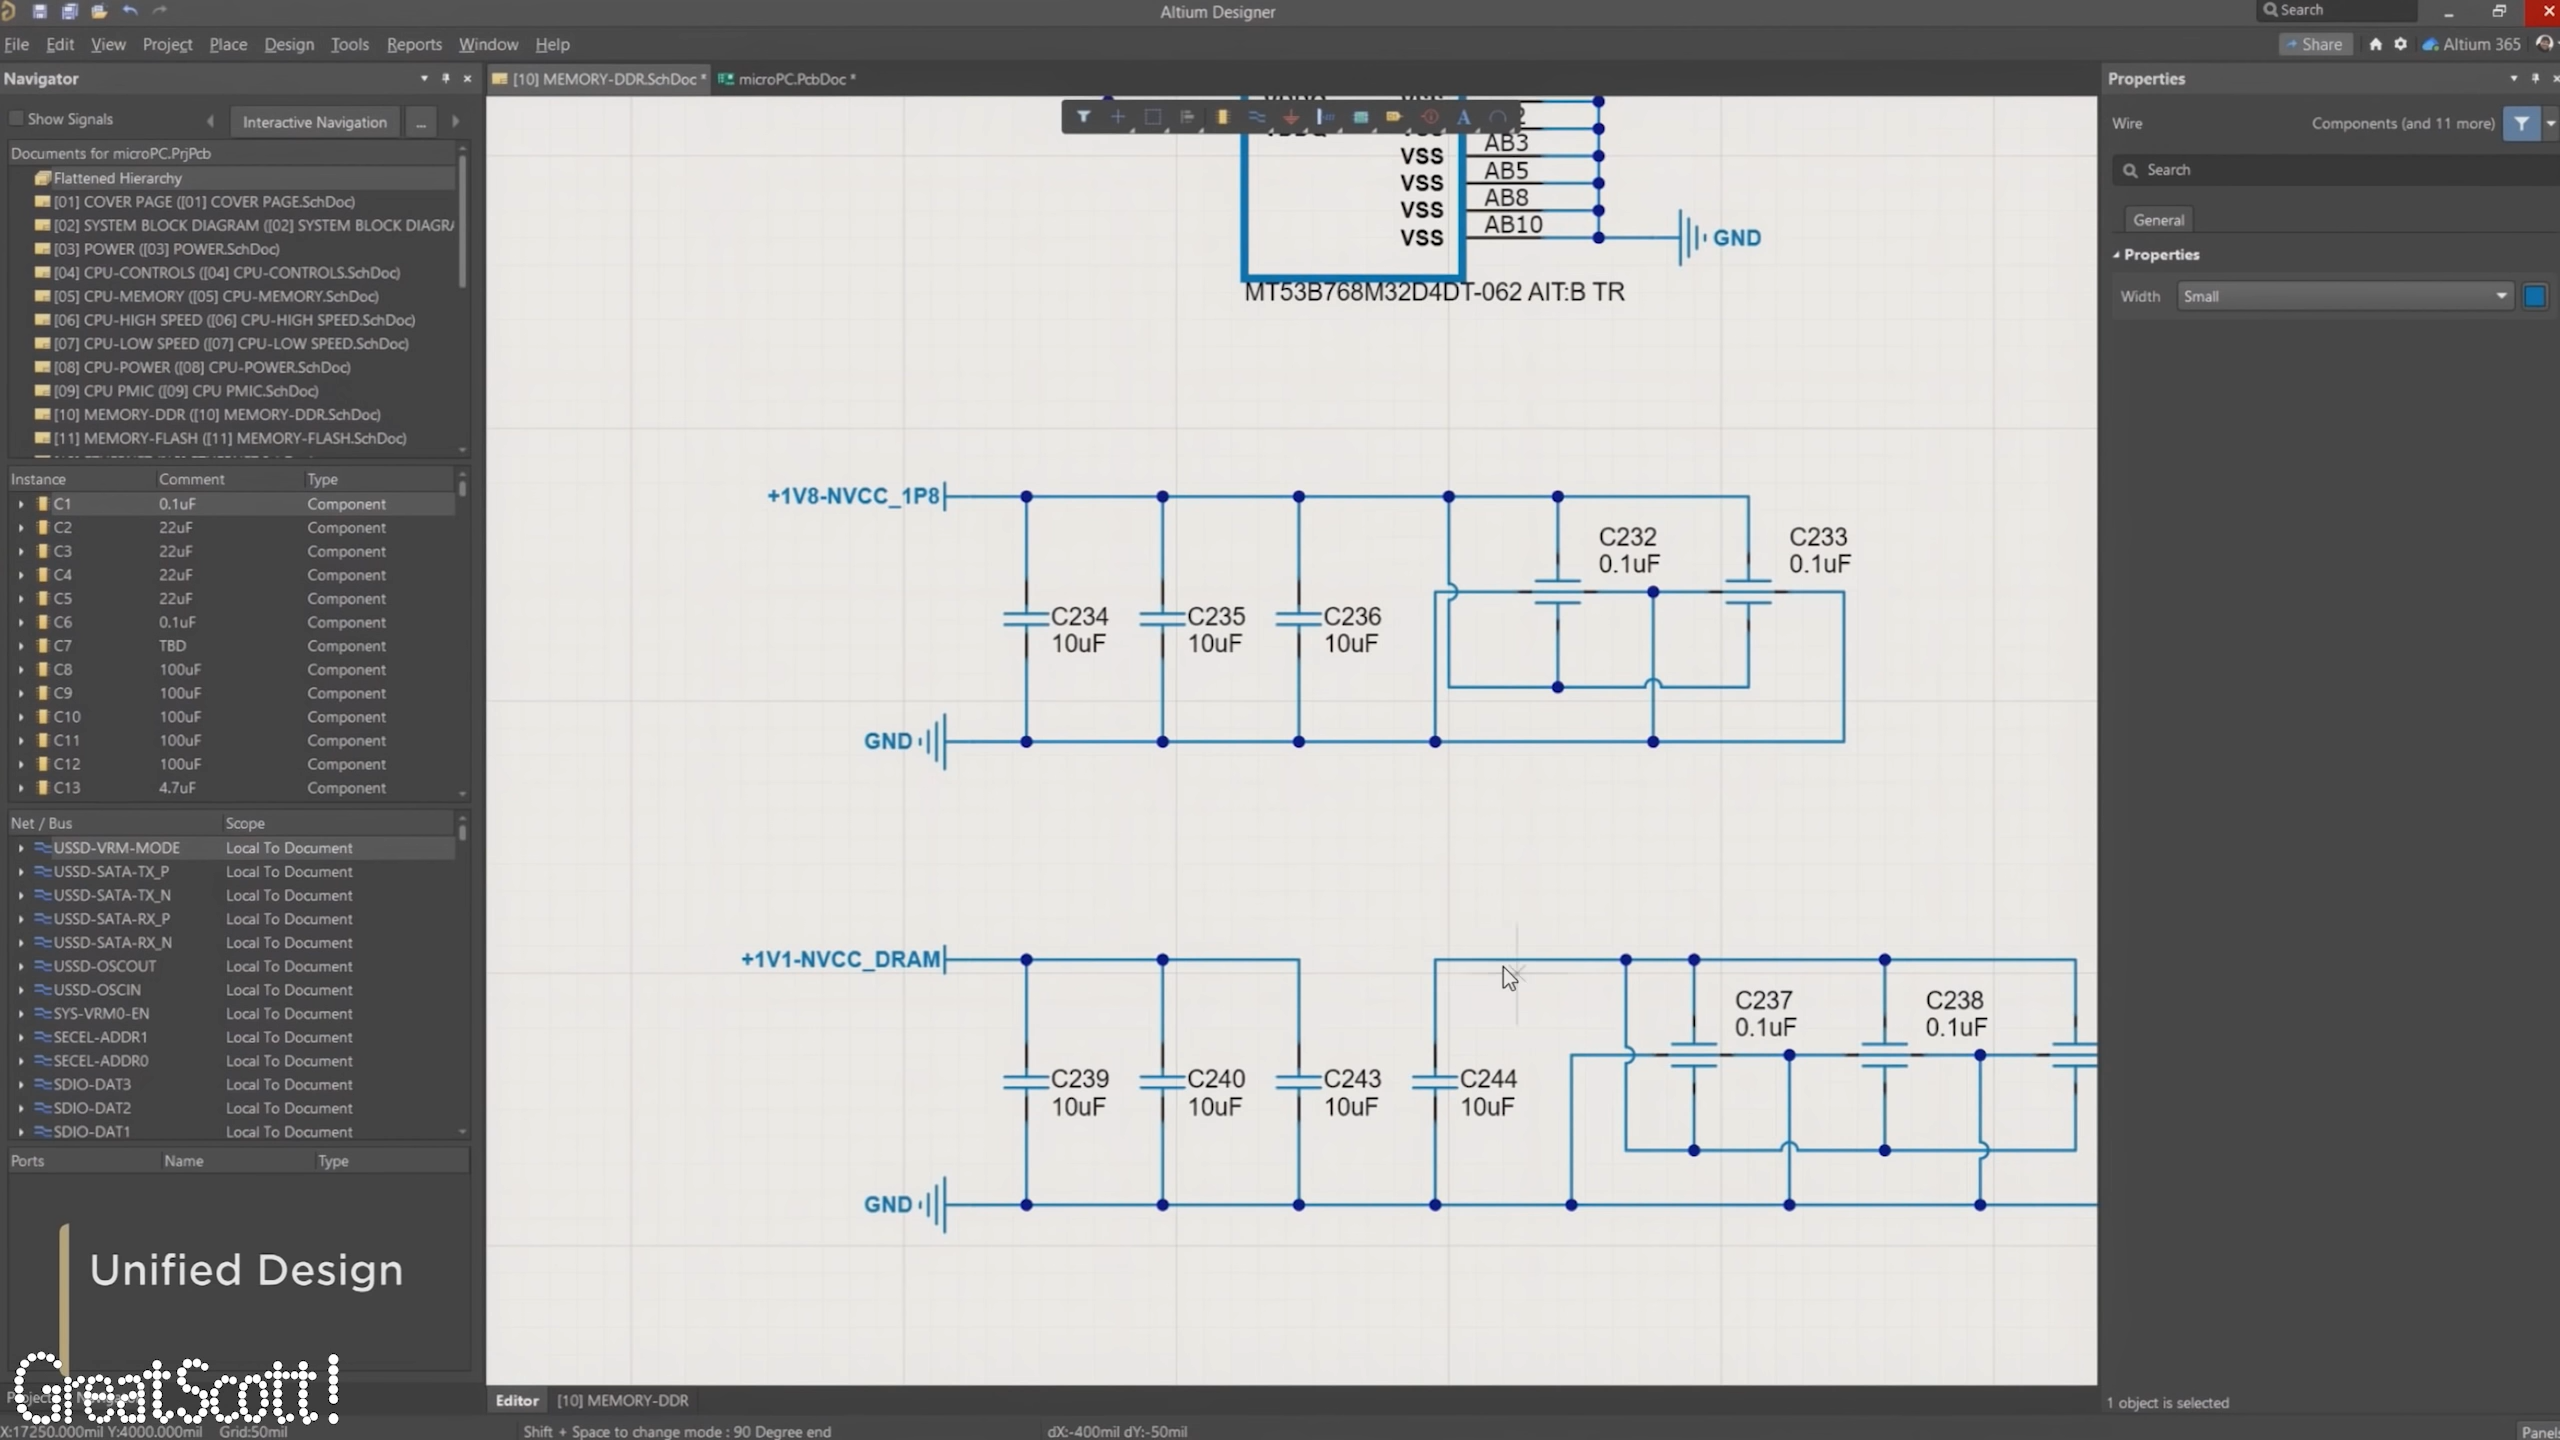 Altium Designer
Search
File Edit View Project Place Design Tools Reports Window Help
Share Altium 365
Navigator
[10] MEMORY-DDR.SchDoc *
microPC.PcbDoc *
Properties
Show Signals
Interactive Navigation
...
Wire
Components (and 11 more)
Documents for microPC.PrjPcb
Search
Flattened Hierarchy
[01] COVER PAGE ([01] COVER PAGE.SchDoc)
[02] SYSTEM BLOCK DIAGRAM ([02] SYSTEM BLOCK DIAGRA
[03] POWER ([03] POWER.SchDoc)
[04] CPU-CONTROLS ([04] CPU-CONTROLS.SchDoc)
[05] CPU-MEMORY ([05] CPU-MEMORY.SchDoc)
[06] CPU-HIGH SPEED ([06] CPU-HIGH SPEED.SchDoc)
[07] CPU-LOW SPEED ([07] CPU-LOW SPEED.SchDoc)
[08] CPU-POWER ([08] CPU-POWER.SchDoc)
[09] CPU PMIC ([09] CPU PMIC.SchDoc)
[10] MEMORY-DDR ([10] MEMORY-DDR.SchDoc)
[11] MEMORY-FLASH ([11] MEMORY-FLASH.SchDoc)
General
Properties
Width Small
VSS AB3
VSS AB5
VSS AB8
VSS AB10
GND
MT53B768M32D4DT-062 AIT:B TR
Instance Comment Type
C1 0.1uF Component
C2 22uF Component
C3 22uF Component
C4 22uF Component
C5 22uF Component
C6 0.1uF Component
C7 TBD Component
C8 100uF Component
C9 100uF Component
C10 100uF Component
C11 100uF Component
C12 100uF Component
C13 4.7uF Component
+1V8-NVCC_1P8
C232
0.1uF
C233
0.1uF
C234
10uF
C235
10uF
C236
10uF
GND
Net / Bus Scope
USSD-VRM-MODE Local To Document
USSD-SATA-TX_P Local To Document
USSD-SATA-TX_N Local To Document
USSD-SATA-RX_P Local To Document
USSD-SATA-RX_N Local To Document
USSD-OSCOUT Local To Document
USSD-OSCIN Local To Document
SYS-VRM0-EN Local To Document
SECEL-ADDR1 Local To Document
SECEL-ADDR0 Local To Document
SDIO-DAT3 Local To Document
SDIO-DAT2 Local To Document
SDIO-DAT1 Local To Document
+1V1-NVCC_DRAM
C237
0.1uF
C238
0.1uF
C239
10uF
C240
10uF
C243
10uF
C244
10uF
GND
Ports Name Type
Unified Design
GreatScott!
Editor [10] MEMORY-DDR
1 object is selected
X:17250.000mil Y:4000.000mil Grid:50mil
Shift + Space to change mode : 90 Degree end
dX:-400mil dY:-50mil
Panels